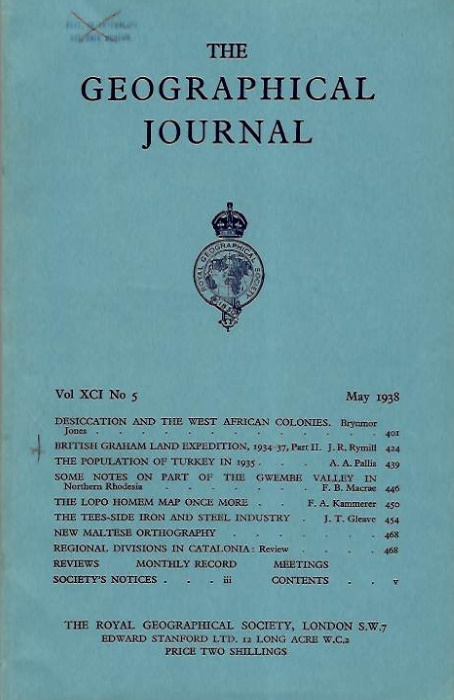 THE
GEOGRAPHICAL
JOURNAL
ROYAL GEOGRAPHICAL SOCIETY
Vol XCI No 5 May 1938
DESICCATION AND THE WEST AFRICAN COLONIES. Brynmor
Jones . . . . . . . . . . . 401
BRITISH GRAHAM LAND EXPEDITION, 1934-37, Part II. J. R. Rymill 424
THE POPULATION OF TURKEY IN 1935 . . . A. A. Pallis 439
SOME NOTES ON PART OF THE GWEMBE VALLEY IN
Northern Rhodesia . . . . . . F. B. Macrae 446
THE LOPO HOMEM MAP ONCE MORE . . F. A. Kammerer 450
THE TEES-SIDE IRON AND STEEL INDUSTRY . J. T. Gleave 454
NEW MALTESE ORTHOGRAPHY . . . . . 468
REGIONAL DIVISIONS IN CATALONIA: Review . . . . 468
REVIEWS MONTHLY RECORD MEETINGS
SOCIETY'S NOTICES . . . iii CONTENTS . . v
THE ROYAL GEOGRAPHICAL SOCIETY, LONDON S.W.7
EDWARD STANFORD LTD. 12 LONG ACRE W.C.2
PRICE TWO SHILLINGS